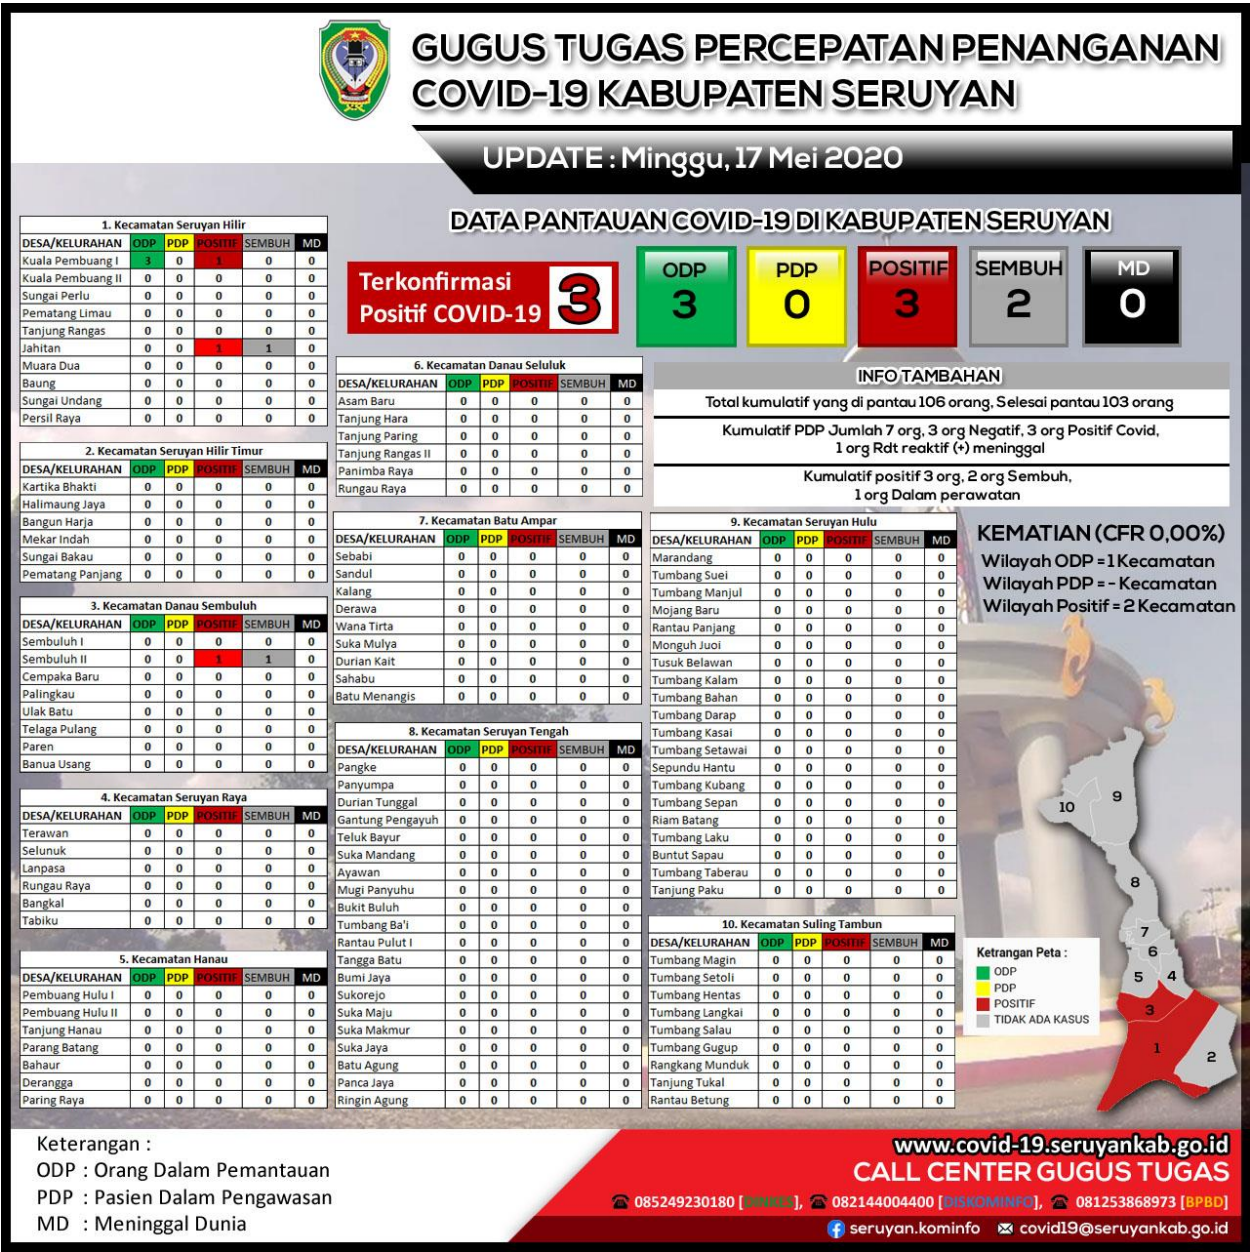 GUGUS TUGAS PERCEPATAN PENANGANAN
COVID-19 KABUPATEN SERUYAN
UPDATE : Minggu, 17 Mei 2020
DATA PANTAUAN COVID-19 DI KABUPATEN SERUYAN
Terkonfirmasi
Positif COVID-19 3
ODP 3
PDP 0
POSITIF 3
SEMBUH 2
MD 0
INFO TAMBAHAN
Total kumulatif yang di pantau 106 orang, Selesai pantau 103 orang
Kumulatif PDP Jumlah 7 org, 3 org Negatif, 3 org Positif Covid,
1 org Rdt reaktif (+) meninggal
Kumulatif positif 3 org, 2 org Sembuh,
1 org Dalam perawatan
1. Kecamatan Seruyan Hilir
DESA/KELURAHAN ODP PDP POSITIF SEMBUH MD
Kuala Pembuang I 3 0 1 0 0
Kuala Pembuang II 0 0 0 0 0
Sungai Perlu 0 0 0 0 0
Pematang Limau 0 0 0 0 0
Tanjung Rangas 0 0 0 0 0
Jahitan 0 0 1 1 0
Muara Dua 0 0 0 0 0
Baung 0 0 0 0 0
Sungai Undang 0 0 0 0 0
Persil Raya 0 0 0 0 0
2. Kecamatan Seruyan Hilir Timur
DESA/KELURAHAN ODP PDP POSITIF SEMBUH MD
Kartika Bhakti 0 0 0 0 0
Halimaung Jaya 0 0 0 0 0
Bangun Harja 0 0 0 0 0
Mekar Indah 0 0 0 0 0
Sungai Bakau 0 0 0 0 0
Pematang Panjang 0 0 0 0 0
3. Kecamatan Danau Sembuluh
DESA/KELURAHAN ODP PDP POSITIF SEMBUH MD
Sembuluh I 0 0 0 0 0
Sembuluh II 0 0 1 1 0
Cempaka Baru 0 0 0 0 0
Palingkau 0 0 0 0 0
Ulak Batu 0 0 0 0 0
Telaga Pulang 0 0 0 0 0
Paren 0 0 0 0 0
Banua Usang 0 0 0 0 0
4. Kecamatan Seruyan Raya
DESA/KELURAHAN ODP PDP POSITIF SEMBUH MD
Terawan 0 0 0 0 0
Selunuk 0 0 0 0 0
Lanpasa 0 0 0 0 0
Rungau Raya 0 0 0 0 0
Bangkal 0 0 0 0 0
Tabiku 0 0 0 0 0
5. Kecamatan Hanau
DESA/KELURAHAN ODP PDP POSITIF SEMBUH MD
Pembuang Hulu I 0 0 0 0 0
Pembuang Hulu II 0 0 0 0 0
Tanjung Hanau 0 0 0 0 0
Parang Batang 0 0 0 0 0
Bahaur 0 0 0 0 0
Derangga 0 0 0 0 0
Paring Raya 0 0 0 0 0
6. Kecamatan Danau Seluluk
DESA/KELURAHAN ODP PDP POSITIF SEMBUH MD
Asam Baru 0 0 0 0 0
Tanjung Hara 0 0 0 0 0
Tanjung Paring 0 0 0 0 0
Tanjung Rangas II 0 0 0 0 0
Panimba Raya 0 0 0 0 0
Rungau Raya 0 0 0 0 0
7. Kecamatan Batu Ampar
DESA/KELURAHAN ODP PDP POSITIF SEMBUH MD
Sebabi 0 0 0 0 0
Sandul 0 0 0 0 0
Kalang 0 0 0 0 0
Derawa 0 0 0 0 0
Wana Tirta 0 0 0 0 0
Suka Mulya 0 0 0 0 0
Durian Kait 0 0 0 0 0
Sahabu 0 0 0 0 0
Batu Menangis 0 0 0 0 0
8. Kecamatan Seruyan Tengah
DESA/KELURAHAN ODP PDP POSITIF SEMBUH MD
Pangke 0 0 0 0 0
Panyumpa 0 0 0 0 0
Durian Tunggal 0 0 0 0 0
Gantung Pengayuh 0 0 0 0 0
Teluk Bayur 0 0 0 0 0
Suka Mandang 0 0 0 0 0
Ayawan 0 0 0 0 0
Mugi Panyuhu 0 0 0 0 0
Bukit Buluh 0 0 0 0 0
Tumbang Ba'i 0 0 0 0 0
Rantau Pulut I 0 0 0 0 0
Tangga Batu 0 0 0 0 0
Bumi Jaya 0 0 0 0 0
Sukorejo 0 0 0 0 0
Suka Maju 0 0 0 0 0
Suka Makmur 0 0 0 0 0
Suka Jaya 0 0 0 0 0
Batu Agung 0 0 0 0 0
Panca Jaya 0 0 0 0 0
Ringin Agung 0 0 0 0 0
9. Kecamatan Seruyan Hulu
DESA/KELURAHAN ODP PDP POSITIF SEMBUH MD
Marandang 0 0 0 0 0
Tumbang Suei 0 0 0 0 0
Tumbang Manjul 0 0 0 0 0
Mojang Baru 0 0 0 0 0
Rantau Panjang 0 0 0 0 0
Monguh Juoi 0 0 0 0 0
Tusuk Belawan 0 0 0 0 0
Tumbang Kalam 0 0 0 0 0
Tumbang Bahan 0 0 0 0 0
Tumbang Darap 0 0 0 0 0
Tumbang Kasai 0 0 0 0 0
Tumbang Setawai 0 0 0 0 0
Sepundu Hantu 0 0 0 0 0
Tumbang Kubang 0 0 0 0 0
Tumbang Sepan 0 0 0 0 0
Riam Batang 0 0 0 0 0
Tumbang Laku 0 0 0 0 0
Buntut Sapau 0 0 0 0 0
Tumbang Taberau 0 0 0 0 0
Tanjung Paku 0 0 0 0 0
10. Kecamatan Suling Tambun
DESA/KELURAHAN ODP PDP POSITIF SEMBUH MD
Tumbang Magin 0 0 0 0 0
Tumbang Setoli 0 0 0 0 0
Tumbang Hentas 0 0 0 0 0
Tumbang Langkai 0 0 0 0 0
Tumbang Salau 0 0 0 0 0
Tumbang Gugup 0 0 0 0 0
Rangkang Munduk 0 0 0 0 0
Tanjung Tukal 0 0 0 0 0
Rantau Betung 0 0 0 0 0
KEMATIAN (CFR 0,00%)
Wilayah ODP = 1 Kecamatan
Wilayah PDP = - Kecamatan
Wilayah Positif = 2 Kecamatan
10
9
8
7
6
5
4
3
1
2
Ketrangan Peta :
ODP
PDP
POSITIF
TIDAK ADA KASUS
Keterangan :
ODP : Orang Dalam Pemantauan
PDP : Pasien Dalam Pengawasan
MD : Meninggal Dunia
www.covid-19.seruyankab.go.id
CALL CENTER GUGUS TUGAS
085249230180 [DINKES], 082144004400 [DISKOMINFO], 081253868973 [BPBD]
seruyan.kominfo covid19@seruyankab.go.id